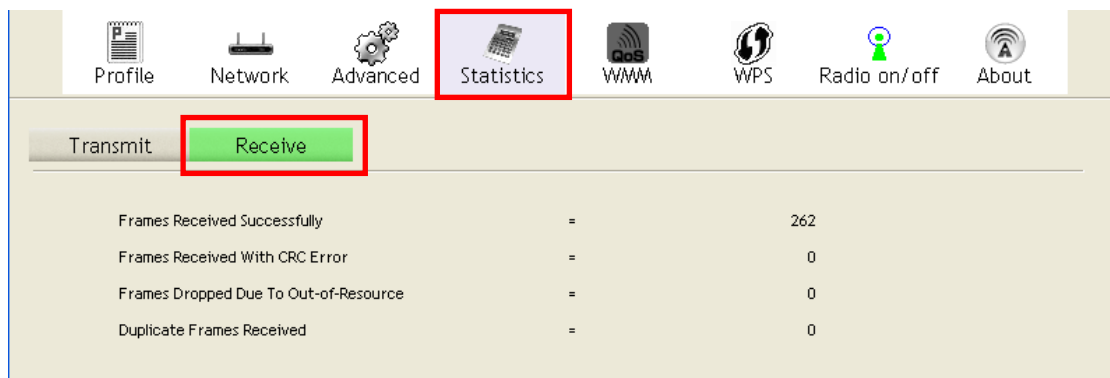 Profile Network Advanced Statistics QoS WMM WPS Radio on/off About
Transmit Receive
Frames Received Successfully = 262
Frames Received With CRC Error = 0
Frames Dropped Due To Out-of-Resource = 0
Duplicate Frames Received = 0